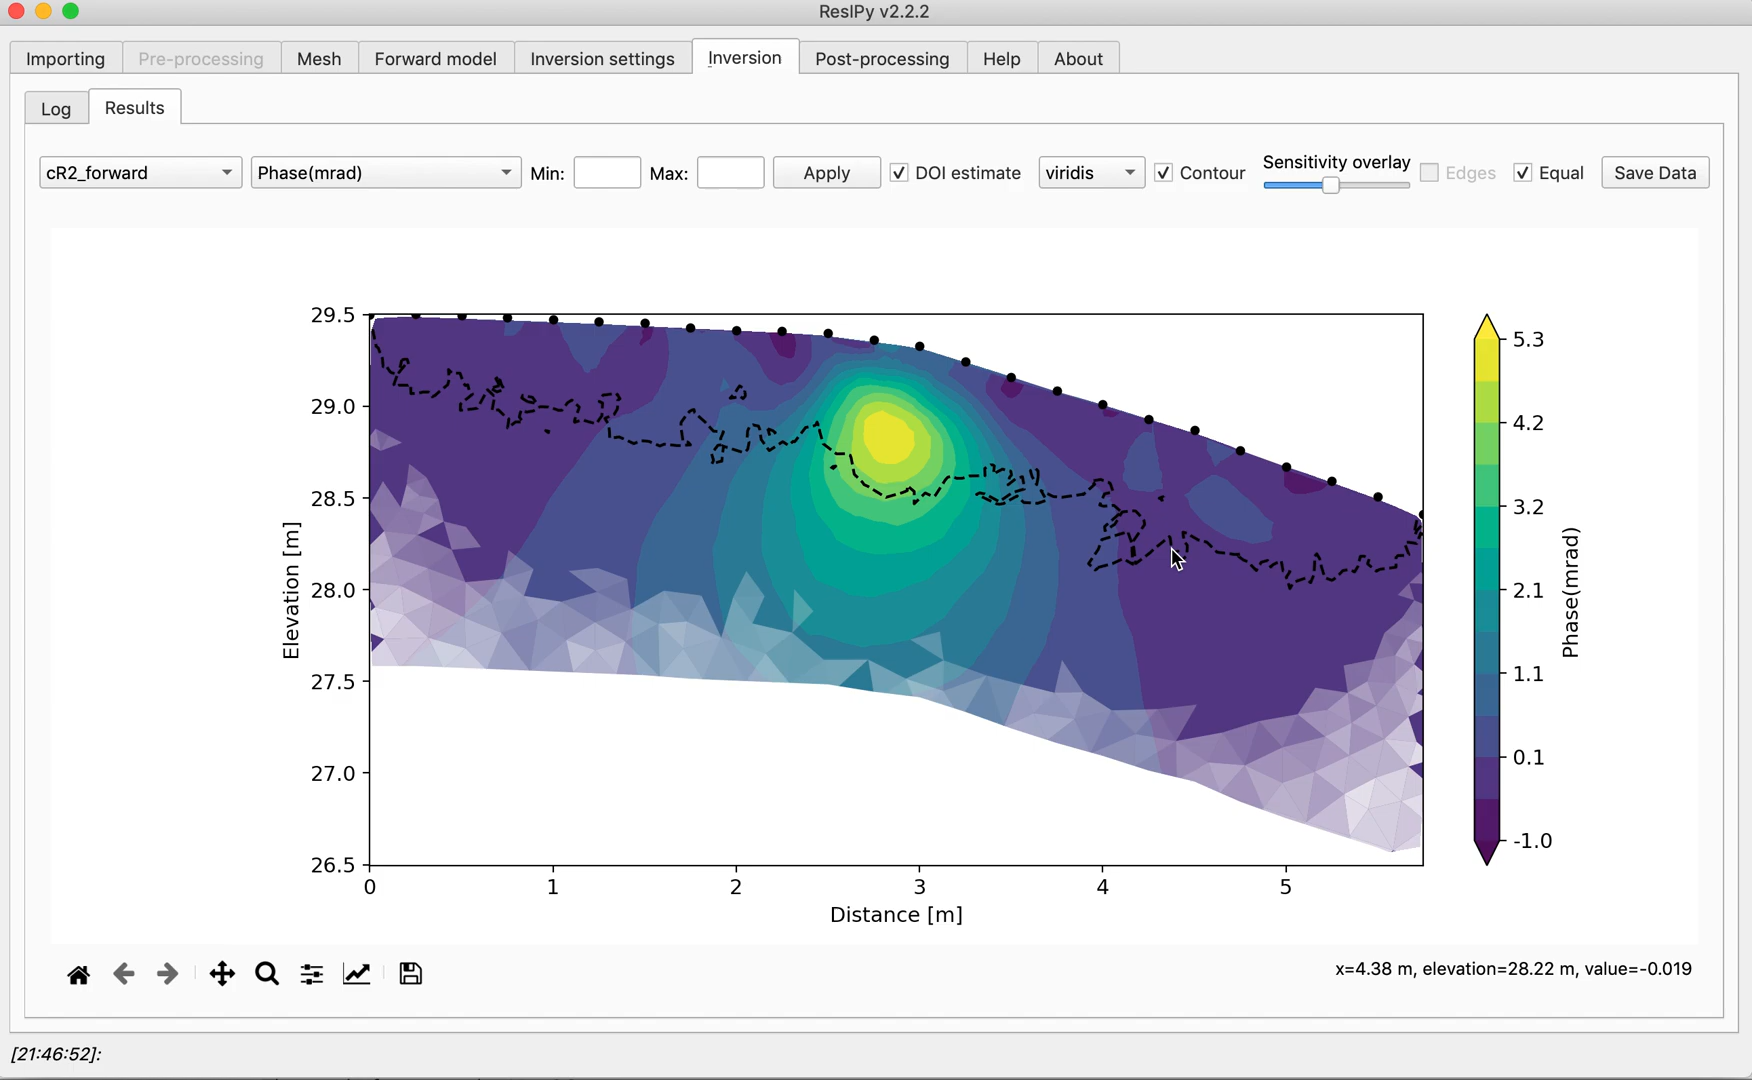 ResIPy v2.2.2
Importing Pre-processing Mesh Forward model Inversion settings Inversion Post-processing Help About
Log Results
cR2_forward Phase(mrad) Min: Max: Apply DOI estimate viridis Contour Sensitivity overlay Edges Equal Save Data
29.5
29.0
28.5
28.0
27.5
27.0
26.5
Elevation [m]
0 1 2 3 4 5
Distance [m]
5.3
4.2
3.2
2.1
1.1
0.1
-1.0
Phase(mrad)
x=4.38 m, elevation=28.22 m, value=-0.019
[21:46:52]: